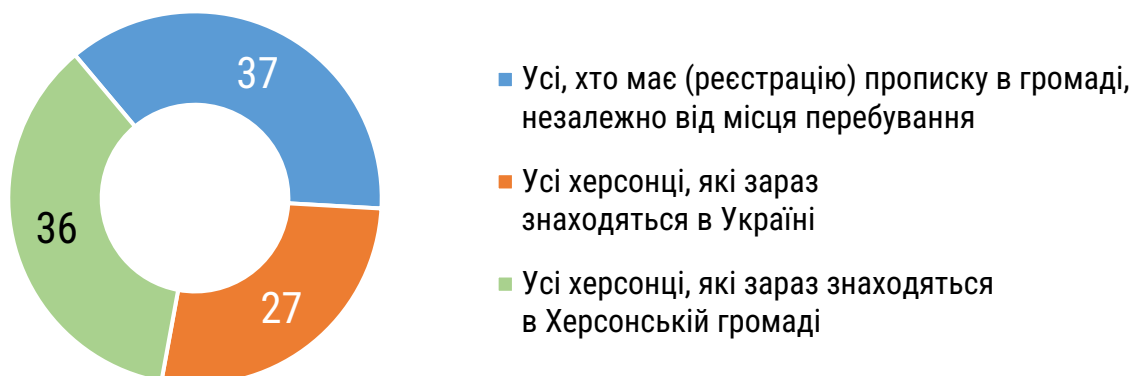 37
36
27
Усі, хто має (реєстрацію) прописку в громаді,
незалежно від місця перебування
Усі херсонці, які зараз
знаходяться в Україні
Усі херсонці, які зараз знаходяться
в Херсонській громаді